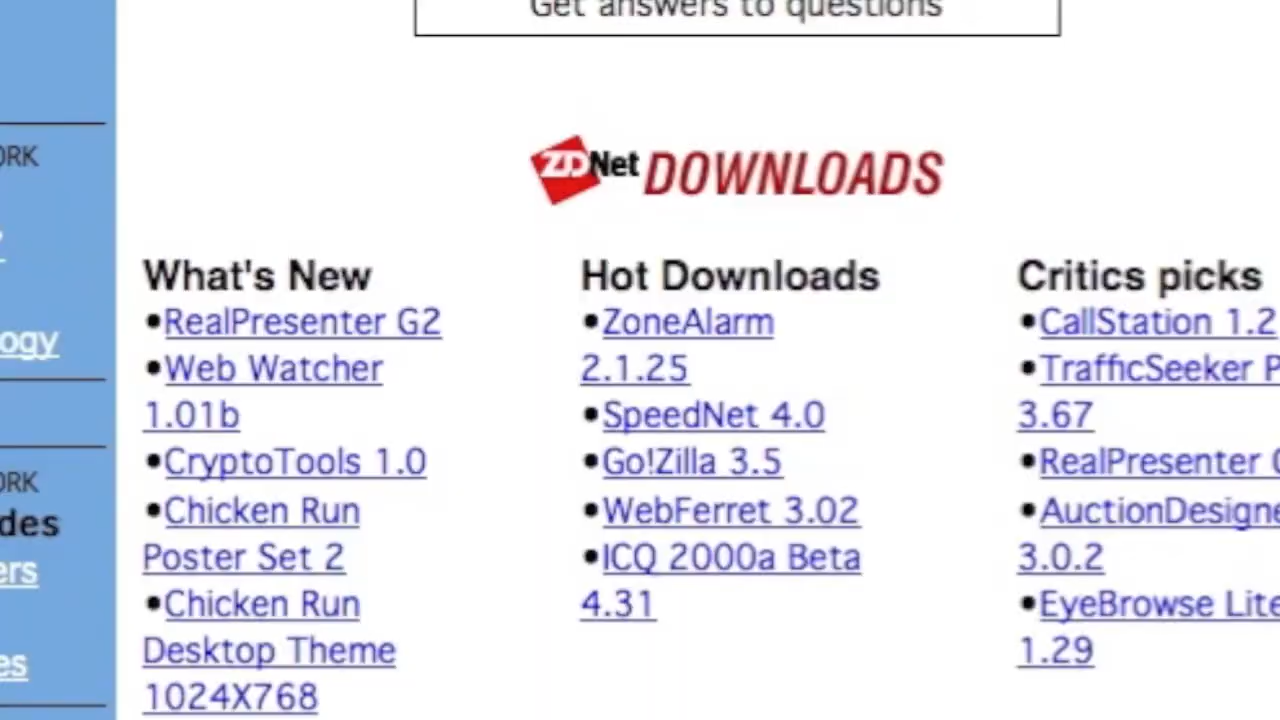 Get answers to questions
ORK
ogy
ORK
des
ers
es
ZDNet DOWNLOADS
What's New
•RealPresenter G2
•Web Watcher
1.01b
•CryptoTools 1.0
•Chicken Run
Poster Set 2
•Chicken Run
Desktop Theme
1024X768
Hot Downloads
•ZoneAlarm
2.1.25
•SpeedNet 4.0
•Go!Zilla 3.5
•WebFerret 3.02
•ICQ 2000a Beta
4.31
Critics picks
•CallStation 1.2
•TrafficSeeker P
3.67
•RealPresenter
•AuctionDesigne
3.0.2
•EyeBrowse Lite
1.29